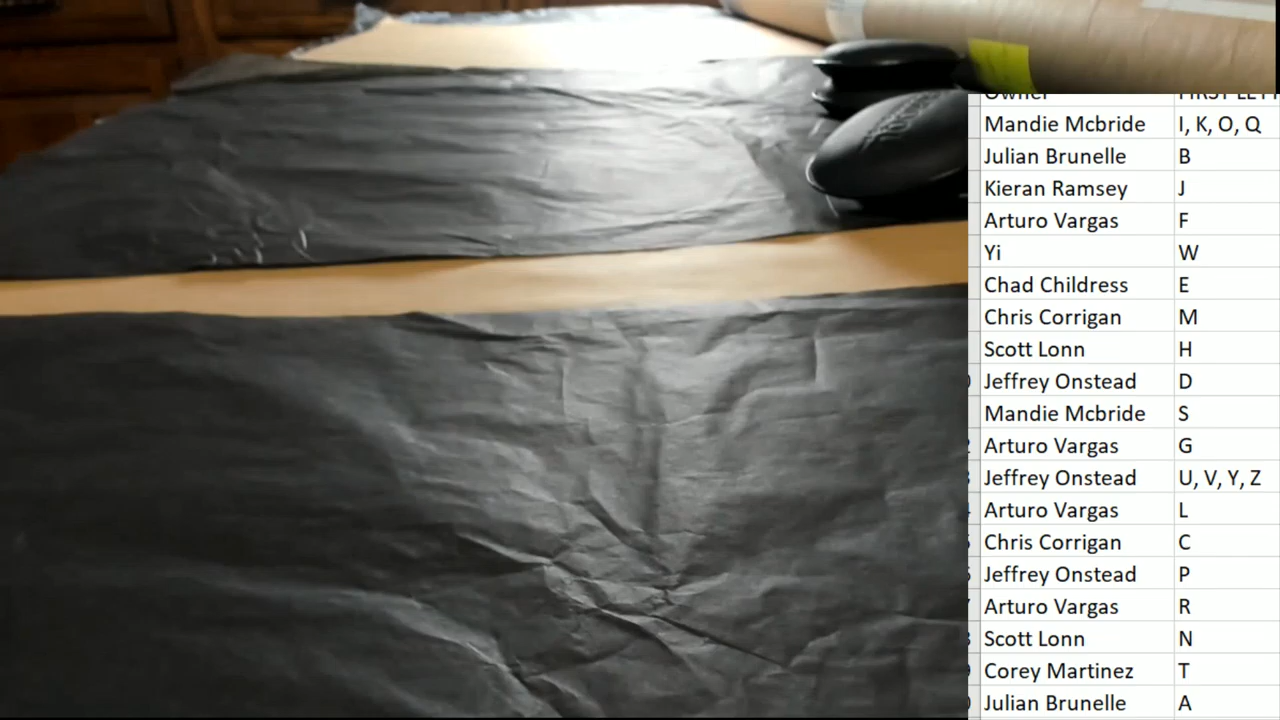 Owner
Mandie Mcbride I, K, O, Q
Julian Brunelle B
Kieran Ramsey J
Arturo Vargas F
Yi W
Chad Childress E
Chris Corrigan M
Scott Lonn H
Jeffrey Onstead D
Mandie Mcbride S
Arturo Vargas G
Jeffrey Onstead U, V, Y, Z
Arturo Vargas L
Chris Corrigan C
Jeffrey Onstead P
Arturo Vargas R
Scott Lonn N
Corey Martinez T
Julian Brunelle A